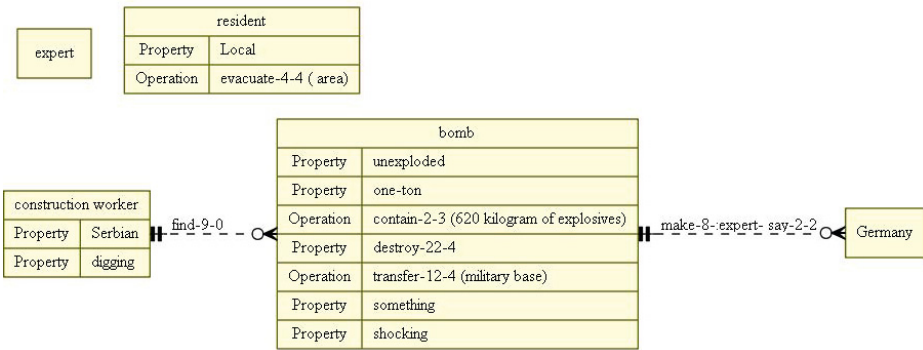 resident
expert
Property Local
Operation evacuate-4-4 ( area)
bomb
Property unexploded
Property one-ton
construction worker
Property Serbian
Property digging
find-9-0
Operation contain-2-3 (620 kilogram of explosives)
Property destroy-22-4
Operation transfer-12-4 (military base)
Property something
Property shocking
make-8-:expert- say-2-2
Germany